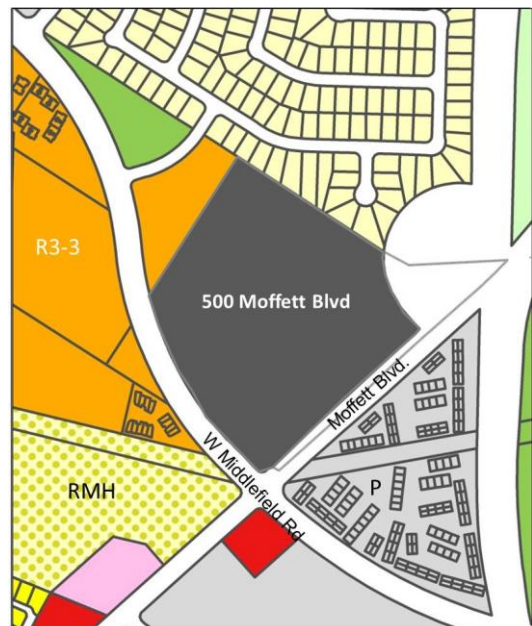 R3-3
500 Moffett Blvd
Moffett Blvd.
W Middlefield Rd
RMH
P